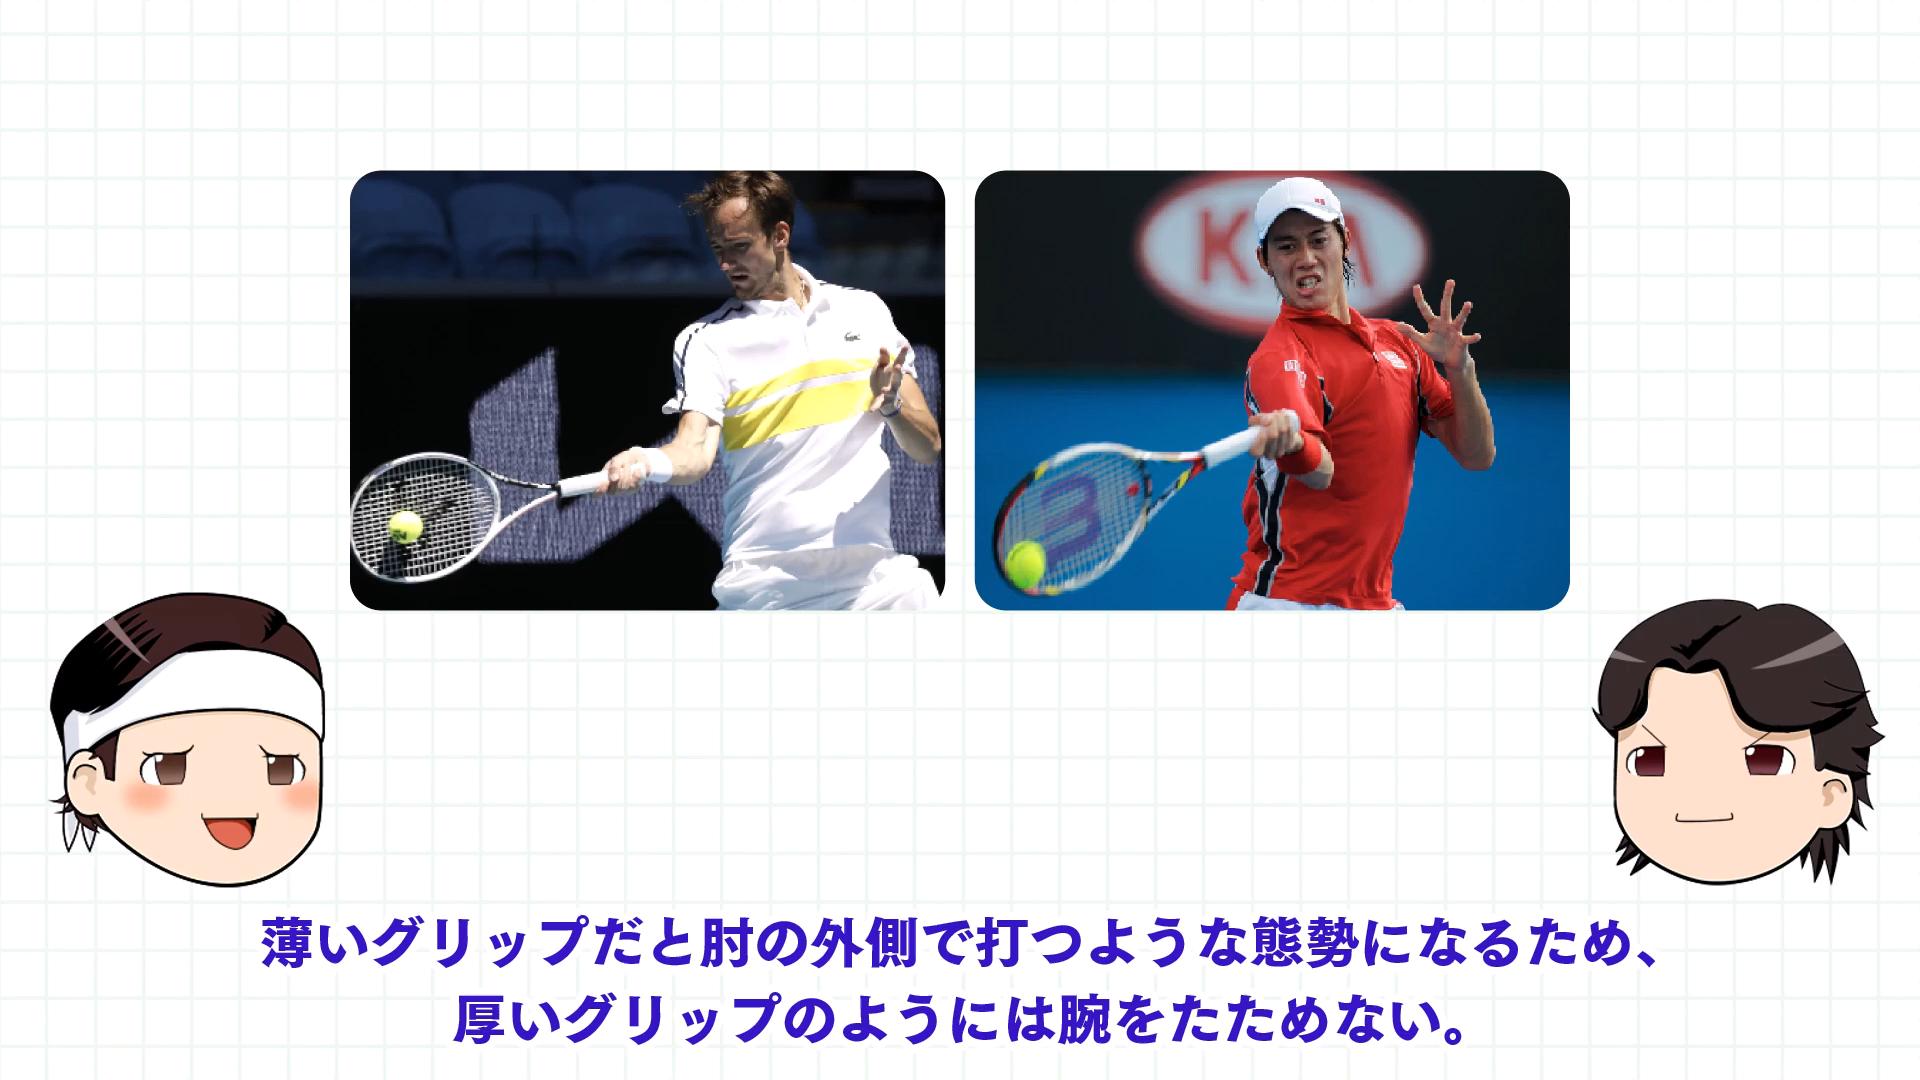 KIA
薄いグリップだと肘の外側で打つような態勢になるため、
厚いグリップのようには腕をたためない。